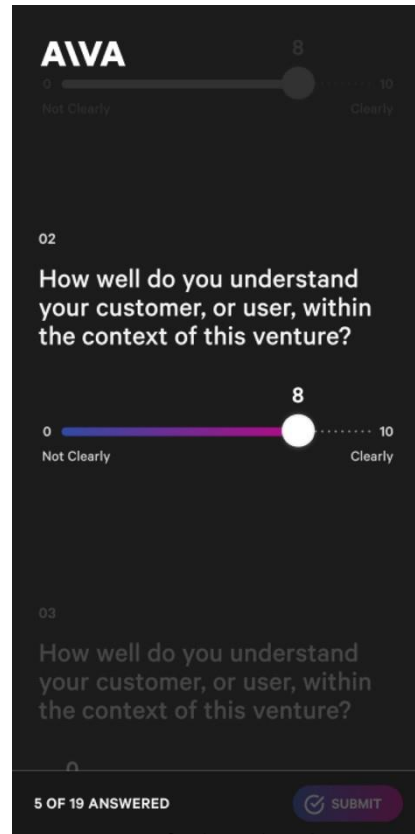 AIVA
8
0 10
Not Clearly Clearly
02
How well do you understand
your customer, or user, within
the context of this venture?
8
0 10
Not Clearly Clearly
03
How well do you understand
your customer, or user, within
the context of this venture?
0
5 OF 19 ANSWERED
SUBMIT